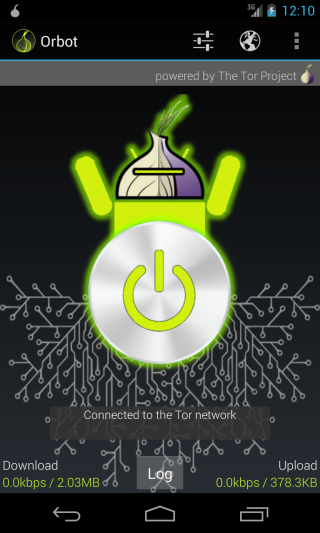 3G 12:10
Orbot
powered by The Tor Project
Connected to the Tor network
Download Upload
0.0kbps / 2.03MB Log 0.0kbps / 378.3KB